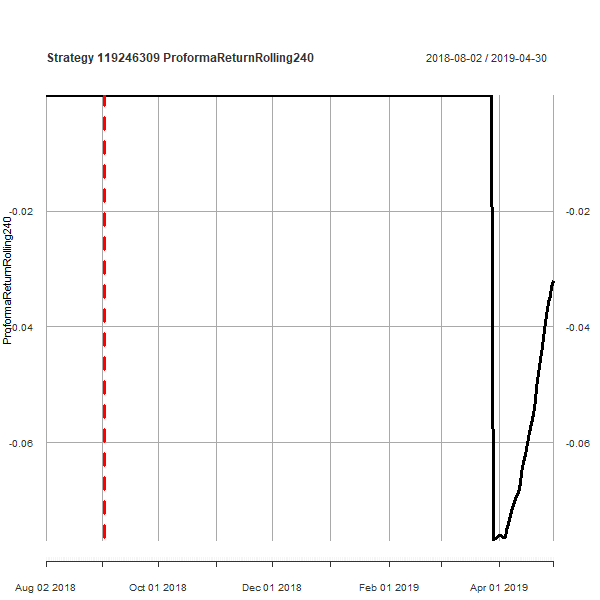 Strategy 119246309 ProformaReturnRolling240
2018-08-02 / 2019-04-30
ProformaReturnRolling240
-0.02
-0.02
-0.04
-0.04
-0.06
-0.06
Aug 02 2018
Oct 01 2018
Dec 01 2018
Feb 01 2019
Apr 01 2019